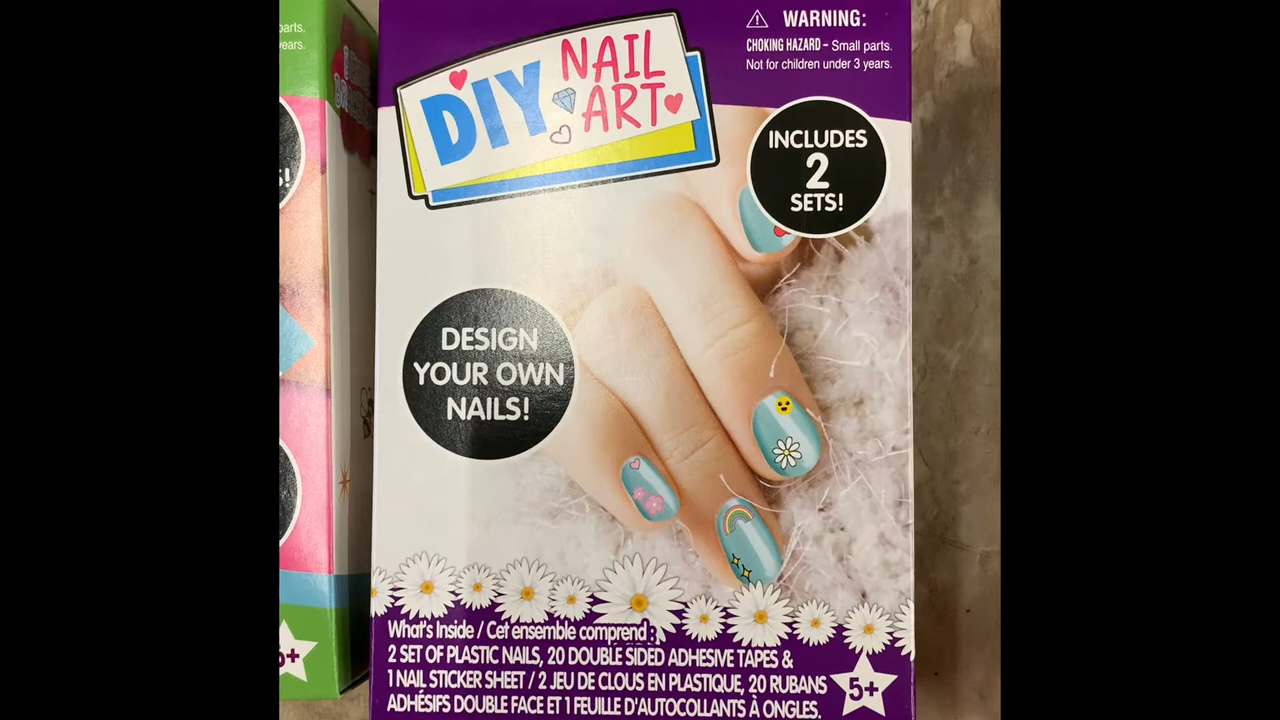 parts.
years.
DIY NAIL
ART
WARNING:
CHOKING HAZARD – Small parts.
Not for children under 3 years.
INCLUDES
2
SETS!
DESIGN
YOUR OWN
NAILS!
What's Inside / Cet ensemble comprend :
2 SET OF PLASTIC NAILS, 20 DOUBLE SIDED ADHESIVE TAPES &
1 NAIL STICKER SHEET / 2 JEU DE CLOUS EN PLASTIQUE, 20 RUBANS
ADHÉSIFS DOUBLE FACE ET 1 FEUILLE D'AUTOCOLLANTS À ONGLES.
5+
5+